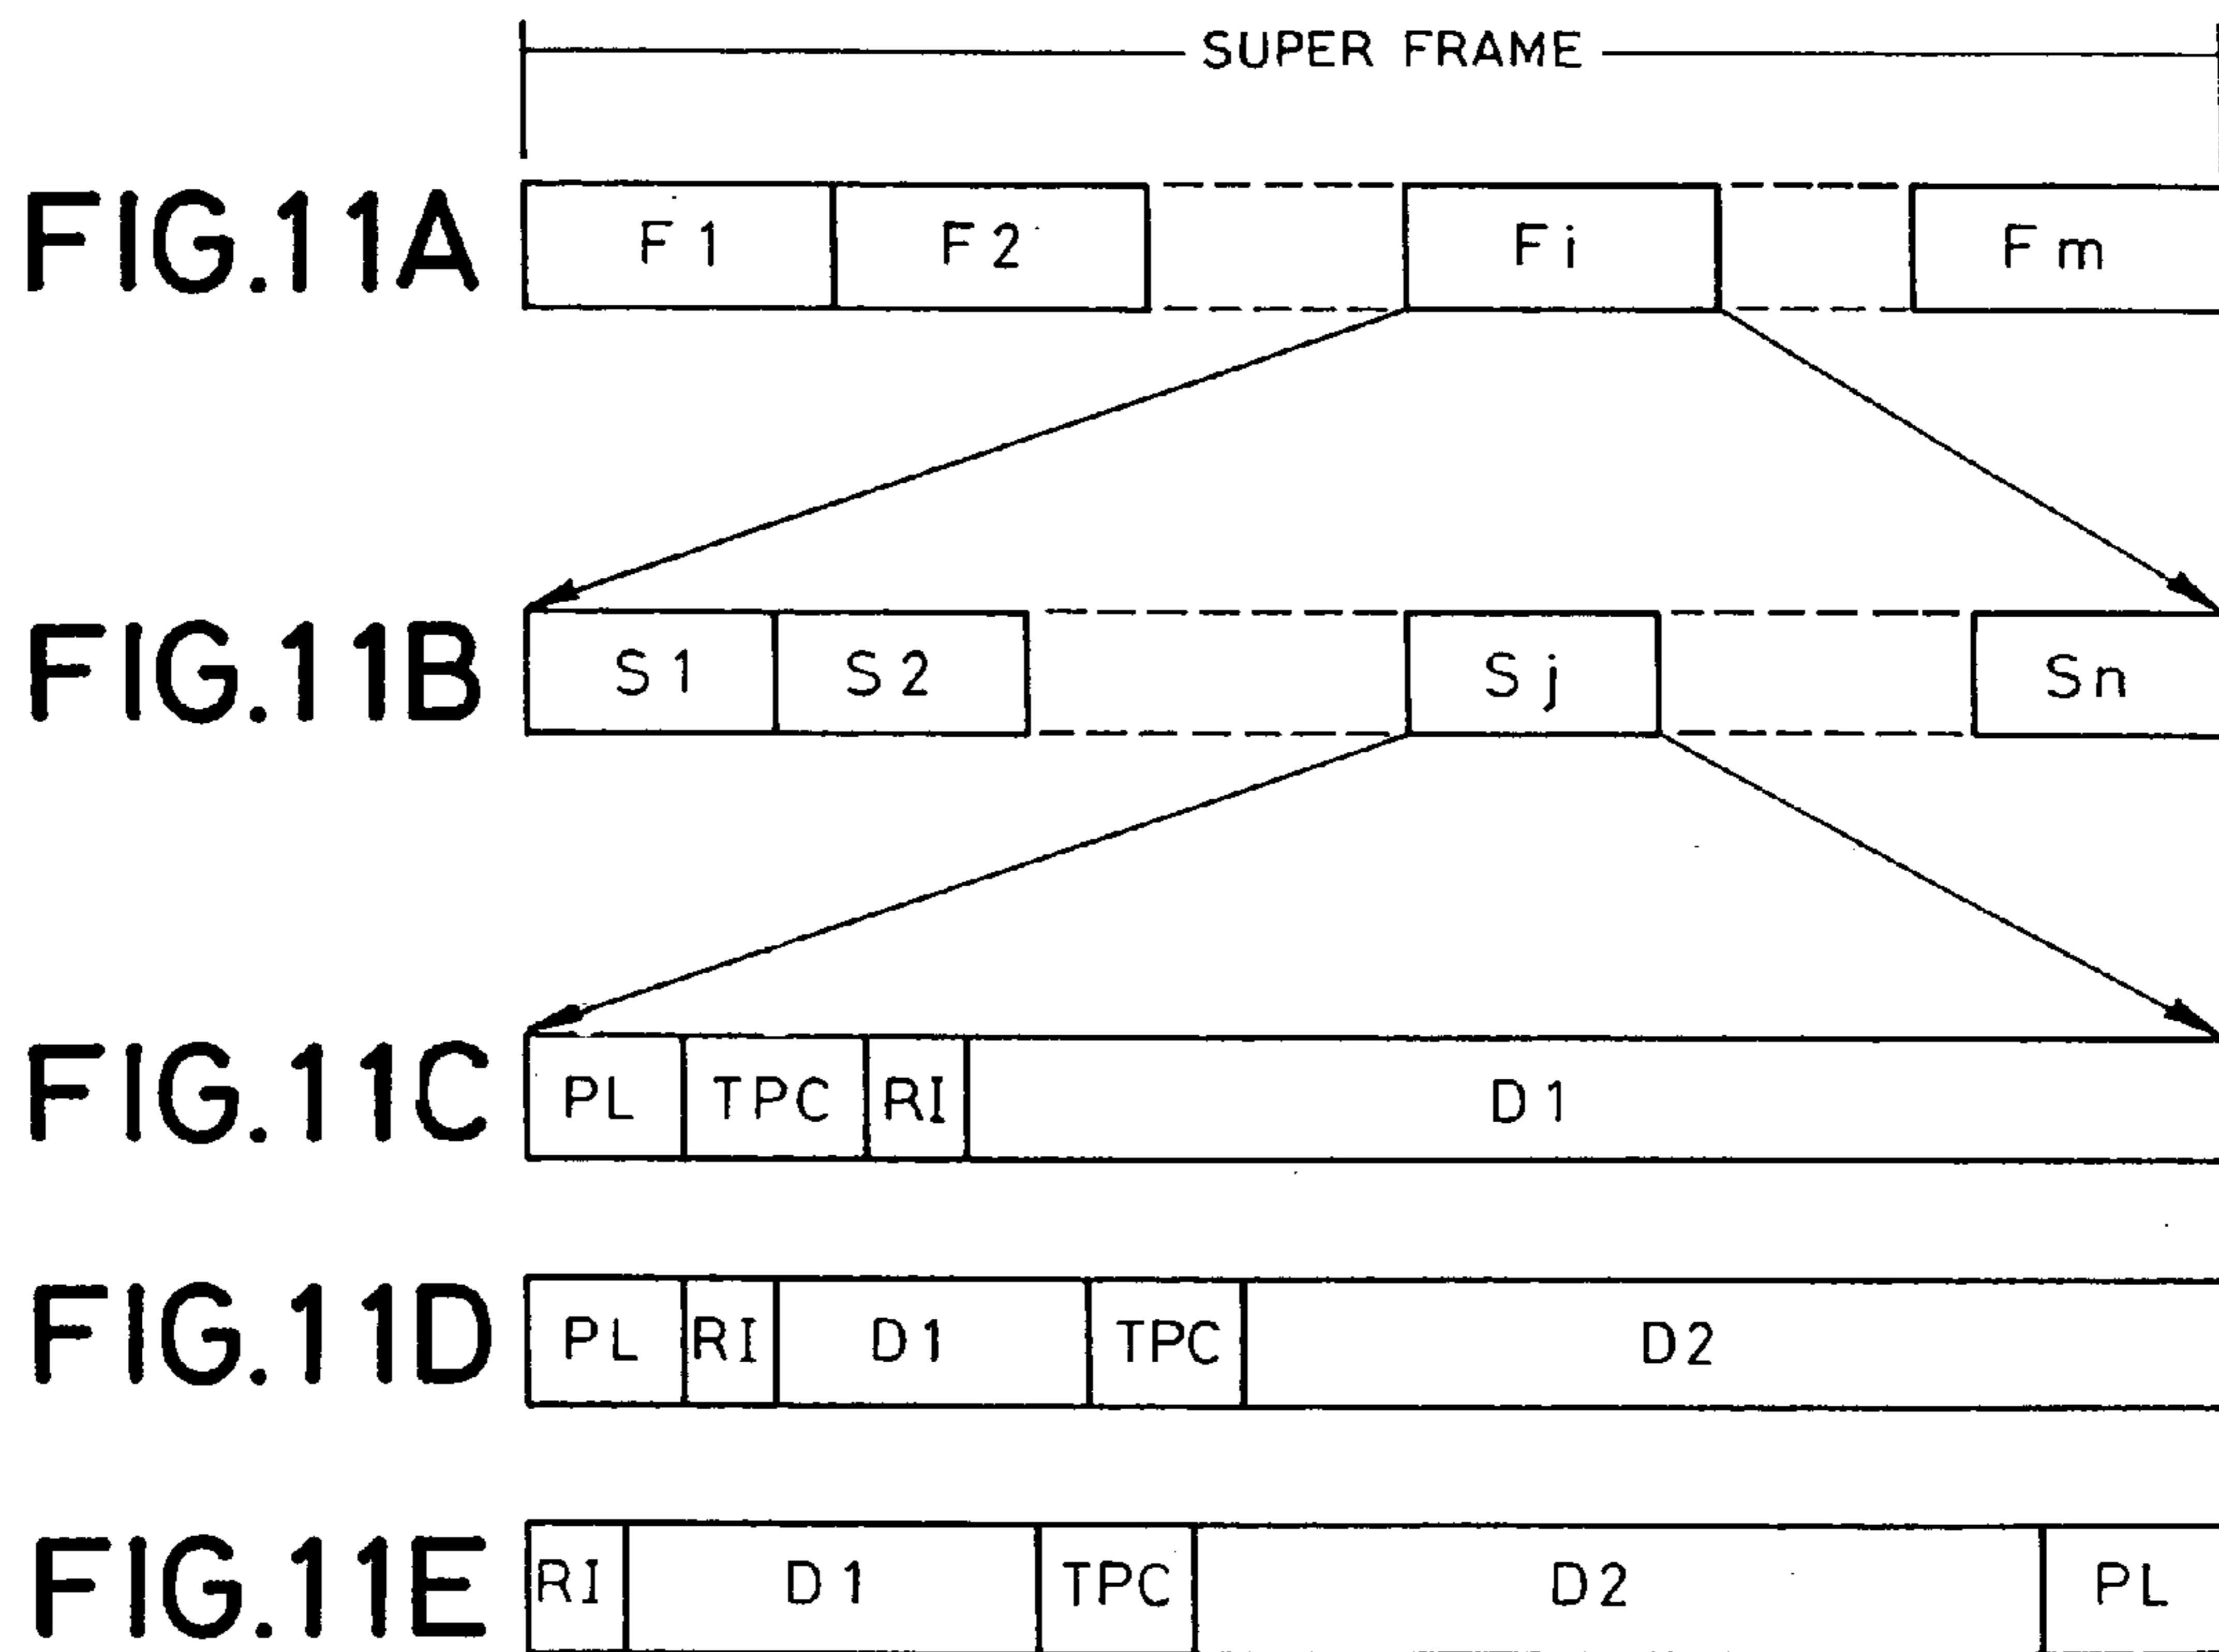 SUPER FRAME
FIG.11A F1 F2 Fi Fm
FIG.11B S1 S2 Sj Sn
FIG.11C PL TPC RI D1
FIG.11D PL RI D1 TPC D2
FIG.11E RI D1 TPC D2 PL